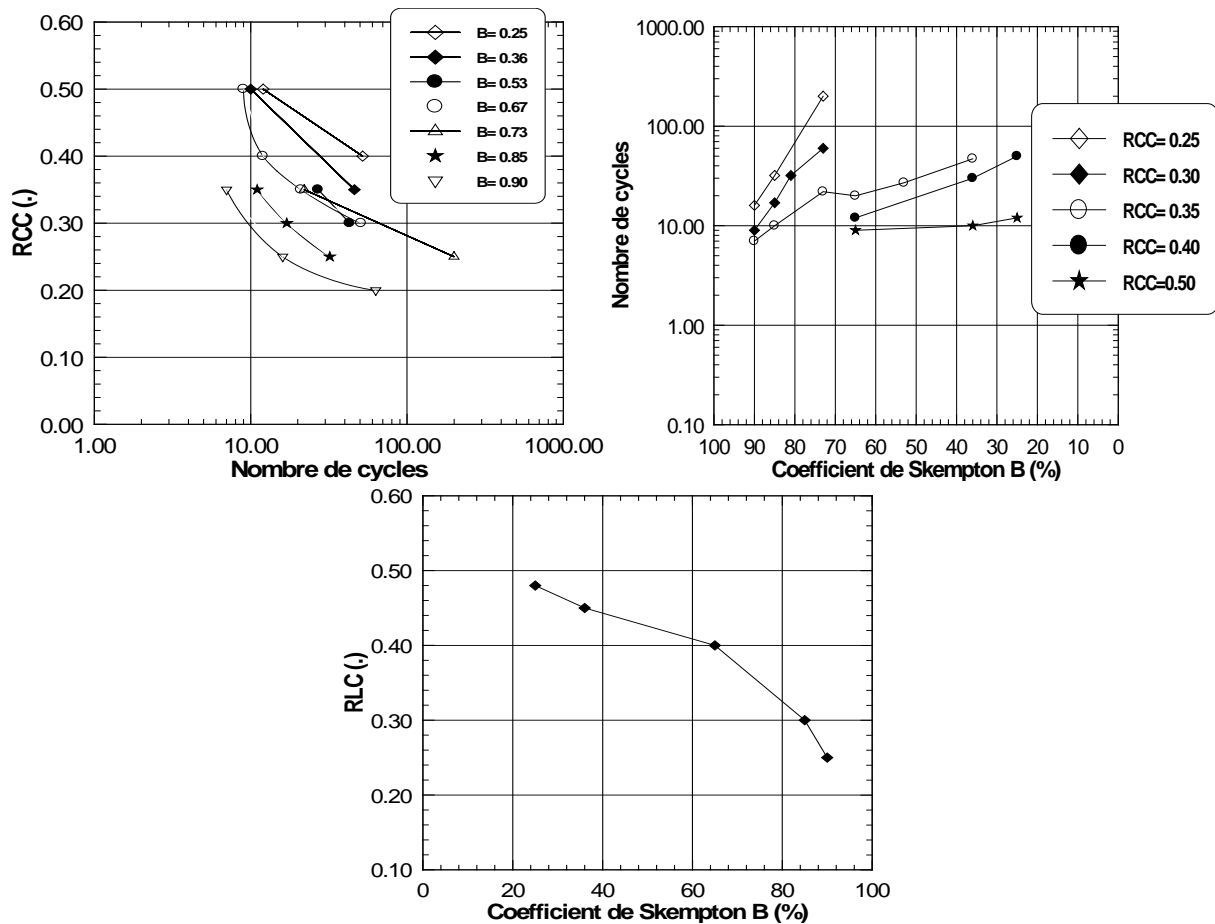 0.60
0.50
0.40
0.30
0.20
0.10
0.00
RCC (.)
1.00
10.00
100.00
1000.00
Nombre de cycles
B= 0.25
B= 0.36
B= 0.53
B= 0.67
B= 0.73
B= 0.85
B= 0.90
1000.00
100.00
10.00
1.00
0.10
Nombre de cycles
100 90 80 70 60 50 40 30 20 10 0
Coefficient de Skempton B (%)
RCC= 0.25
RCC= 0.30
RCC= 0.35
RCC= 0.40
RCC=0.50
0.60
0.50
0.40
0.30
0.20
0.10
RLC (.)
0 20 40 60 80 100
Coefficient de Skempton B (%)